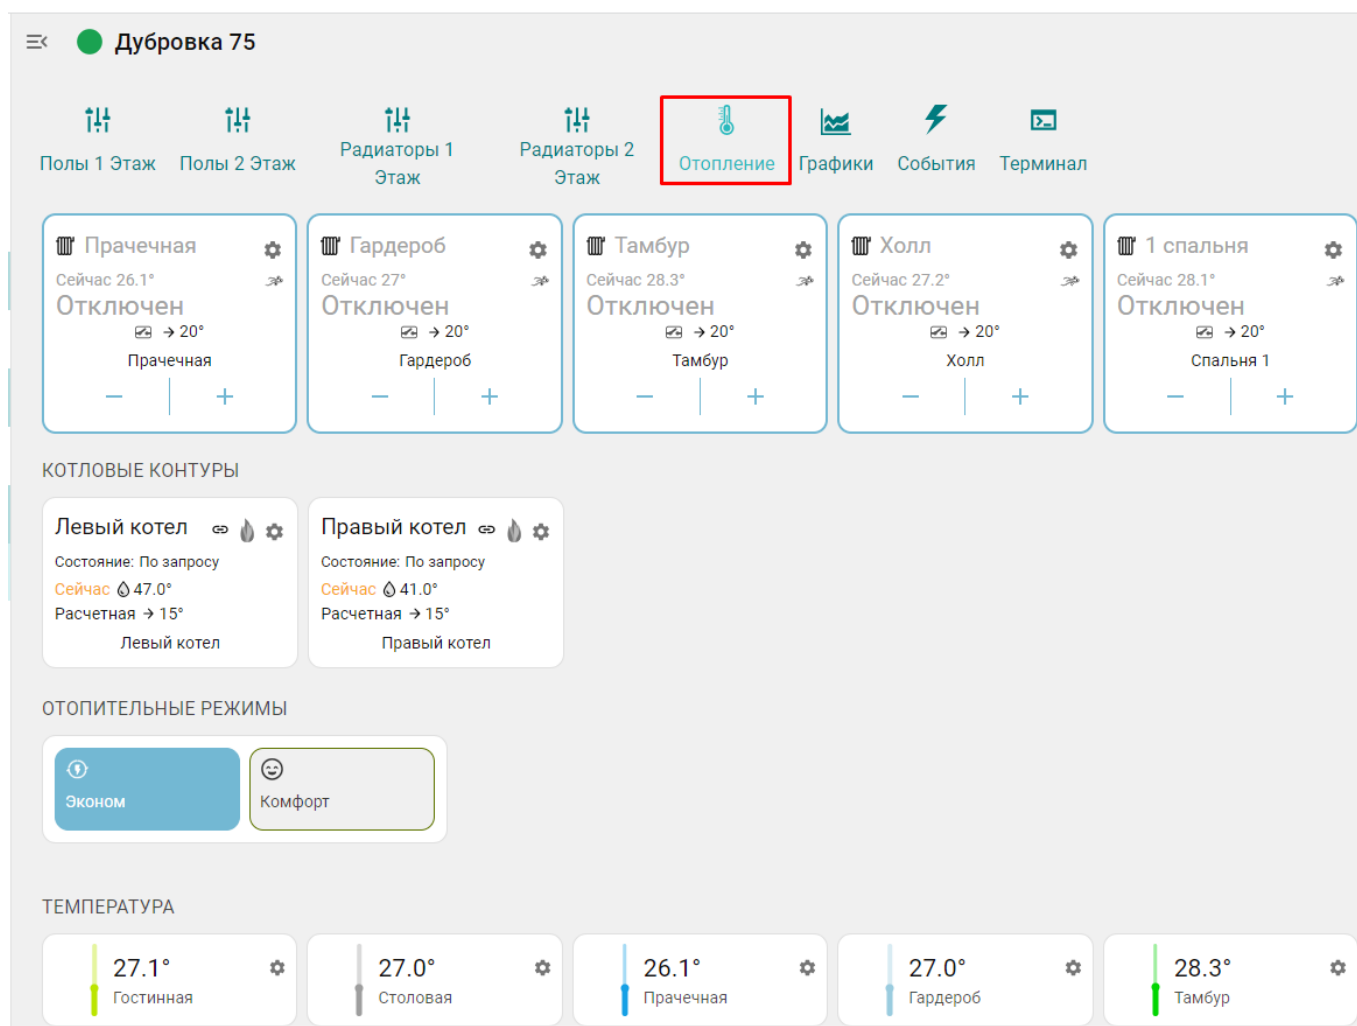 Дубровка 75
Полы 1 Этаж
Полы 2 Этаж
Радиаторы 1
Этаж
Радиаторы 2
Этаж
Отопление
Графики
События
Терминал
Прачечная
Сейчас 26.1°
Отключен
→ 20°
Прачечная
− +
Гардероб
Сейчас 27°
Отключен
→ 20°
Гардероб
− +
Тамбур
Сейчас 28.3°
Отключен
→ 20°
Тамбур
− +
Холл
Сейчас 27.2°
Отключен
→ 20°
Холл
− +
1 спальня
Сейчас 28.1°
Отключен
→ 20°
Спальня 1
− +
КОТЛОВЫЕ КОНТУРЫ
Левый котел
Состояние: По запросу
Сейчас 47.0°
Расчетная → 15°
Левый котел
Правый котел
Состояние: По запросу
Сейчас 41.0°
Расчетная → 15°
Правый котел
ОТОПИТЕЛЬНЫЕ РЕЖИМЫ
Эконом
Комфорт
ТЕМПЕРАТУРА
27.1°
Гостинная
27.0°
Столовая
26.1°
Прачечная
27.0°
Гардероб
28.3°
Тамбур